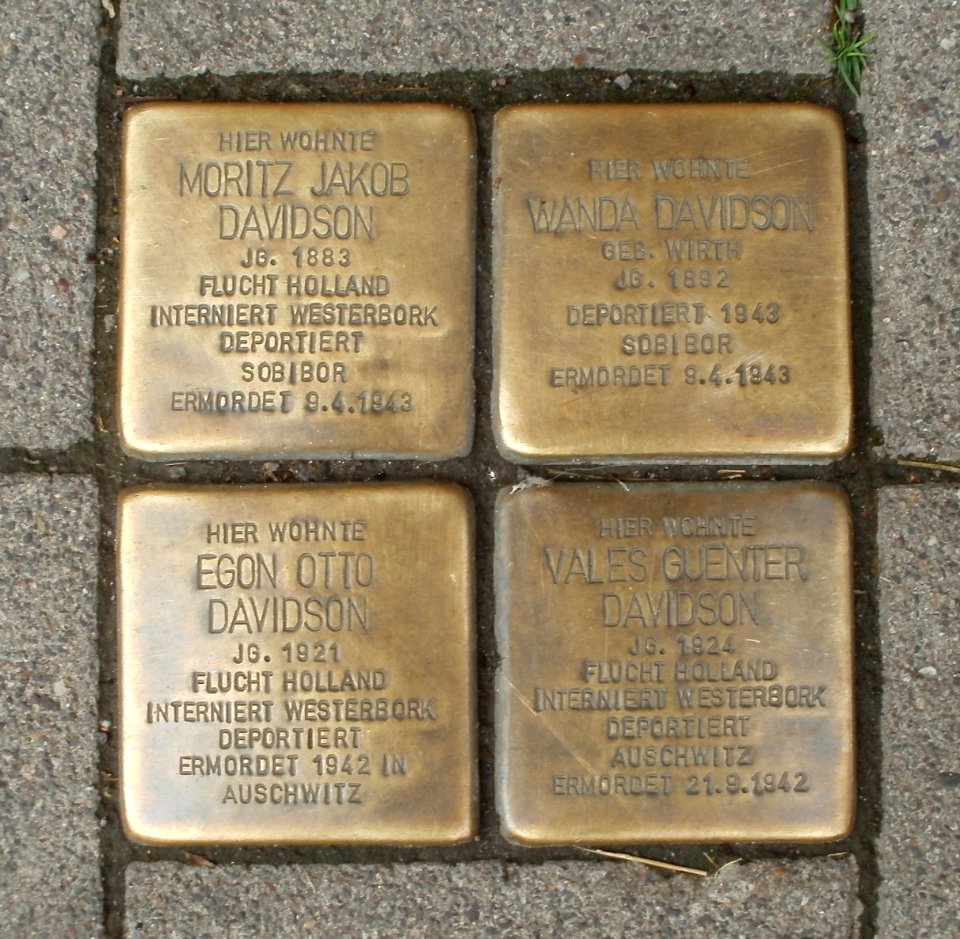 HIER WOHNTE
MORITZ JAKOB
DAVIDSON
JG. 1883
FLUCHT HOLLAND
INTERNIERT WESTERBORK
DEPORTIERT
SOBIBOR
ERMORDET 9.4.1943
HIER WOHNTE
WANDA DAVIDSON
GEB. WIRTH
JG. 1892
DEPORTIERT 1943
SOBIBOR
ERMORDET 9.4.1943
HIER WOHNTE
EGON OTTO
DAVIDSON
JG. 1921
FLUCHT HOLLAND
INTERNIERT WESTERBORK
DEPORTIERT
ERMORDET 1942 IN
AUSCHWITZ
HIER WOHNTE
VALES GUENTER
DAVIDSON
JG. 1924
FLUCHT HOLLAND
INTERNIERT WESTERBORK
DEPORTIERT
AUSCHWITZ
ERMORDET 21.9.1942